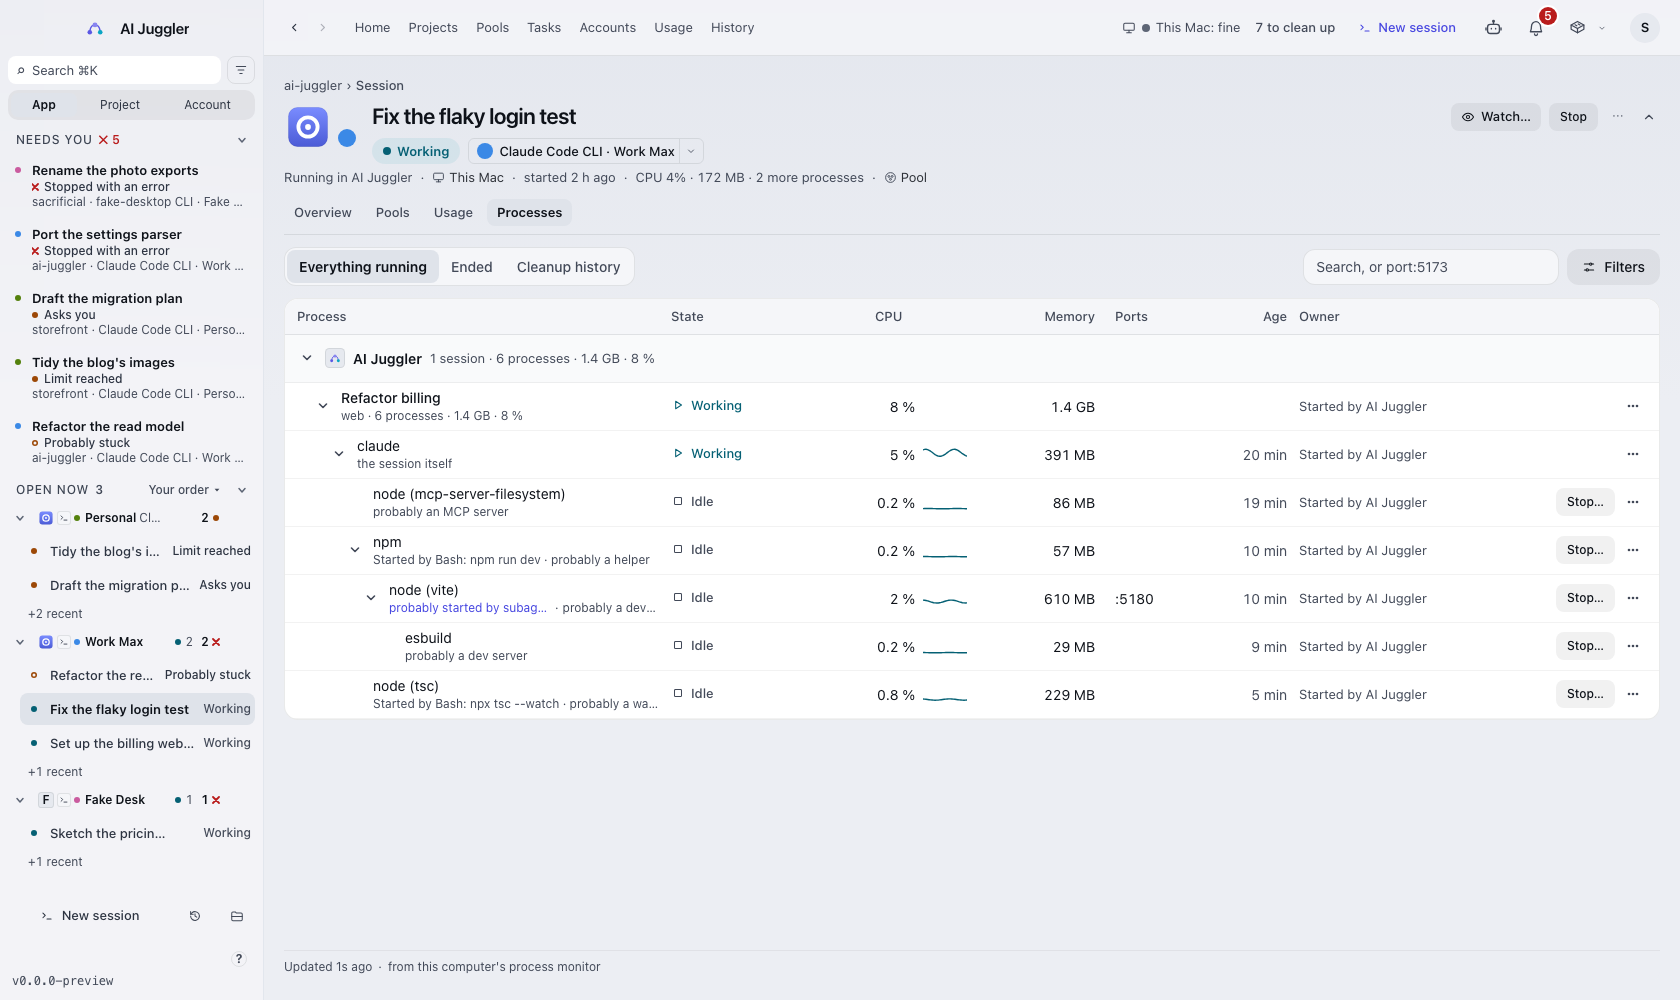 AI Juggler
Search ⌘K
App Project Account
NEEDS YOU 5
Rename the photo exports
Stopped with an error
sacrificial · fake-desktop CLI · Fake ...
Port the settings parser
Stopped with an error
ai-juggler · Claude Code CLI · Work ...
Draft the migration plan
Asks you
storefront · Claude Code CLI · Perso...
Tidy the blog's images
Limit reached
storefront · Claude Code CLI · Perso...
Refactor the read model
Probably stuck
ai-juggler · Claude Code CLI · Work ...
OPEN NOW 3 Your order
Personal Cl... 2
Tidy the blog's i... Limit reached
Draft the migration p... Asks you
+2 recent
Work Max 2 2
Refactor the re... Probably stuck
Fix the flaky login test Working
Set up the billing web... Working
+1 recent
F Fake Desk 1 1
Sketch the pricin... Working
+1 recent
New session
?
v0.0.0-preview
Home Projects Pools Tasks Accounts Usage History
This Mac: fine 7 to clean up New session 5 S
ai-juggler › Session
Fix the flaky login test
Watch... Stop ...
Working Claude Code CLI · Work Max
Running in AI Juggler · This Mac · started 2 h ago · CPU 4% · 172 MB · 2 more processes · Pool
Overview Pools Usage Processes
Everything running Ended Cleanup history
Search, or port:5173 Filters
Process State CPU Memory Ports Age Owner
AI Juggler 1 session · 6 processes · 1.4 GB · 8 %
Refactor billing
web · 6 processes · 1.4 GB · 8 %
Working 8 % 1.4 GB Started by AI Juggler
claude
the session itself
Working 5 % 391 MB 20 min Started by AI Juggler
node (mcp-server-filesystem)
probably an MCP server
Idle 0.2 % 86 MB 19 min Started by AI Juggler Stop...
npm
Started by Bash: npm run dev · probably a helper
Idle 0.2 % 57 MB 10 min Started by AI Juggler Stop...
node (vite)
probably started by subag... · probably a dev...
Idle 2 % 610 MB :5180 10 min Started by AI Juggler Stop...
esbuild
probably a dev server
Idle 0.2 % 29 MB 9 min Started by AI Juggler Stop...
node (tsc)
Started by Bash: npx tsc --watch · probably a wa...
Idle 0.8 % 229 MB 5 min Started by AI Juggler Stop...
Updated 1s ago · from this computer's process monitor